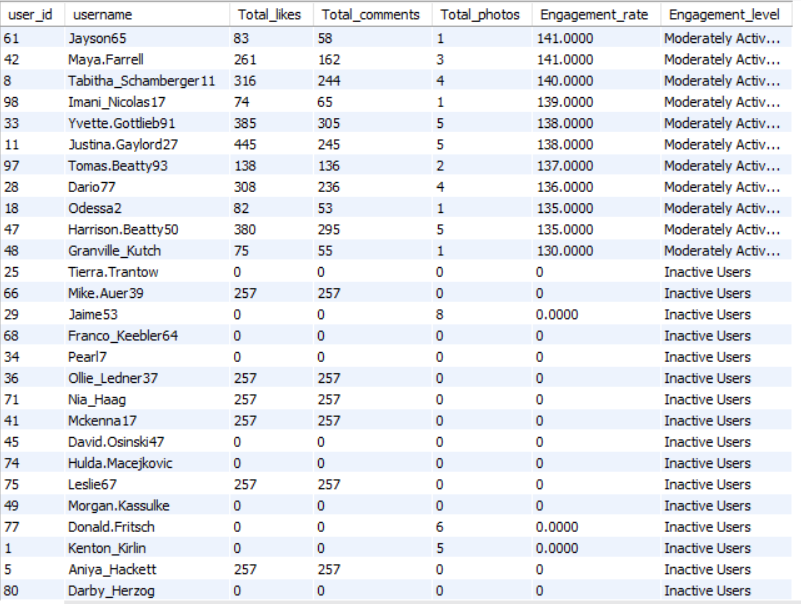 user_id username Total_likes Total_comments Total_photos Engagement_rate Engagement_level
61 Jayson65 83 58 1 141.0000 Moderately Activ...
42 Maya.Farrell 261 162 3 141.0000 Moderately Activ...
8 Tabitha_Schamberger11 316 244 4 140.0000 Moderately Activ...
98 Imani_Nicolas17 74 65 1 139.0000 Moderately Activ...
33 Yvette.Gottlieb91 385 305 5 138.0000 Moderately Activ...
11 Justina.Gaylord27 445 245 5 138.0000 Moderately Activ...
97 Tomas.Beatty93 138 136 2 137.0000 Moderately Activ...
28 Dario77 308 236 4 136.0000 Moderately Activ...
18 Odessa2 82 53 1 135.0000 Moderately Activ...
47 Harrison.Beatty50 380 295 5 135.0000 Moderately Activ...
48 Granville_Kutch 75 55 1 130.0000 Moderately Activ...
25 Tierra.Trantow 0 0 0 0 Inactive Users
66 Mike.Auer39 257 257 0 0 Inactive Users
29 Jaime53 0 0 8 0.0000 Inactive Users
68 Franco_Keebler64 0 0 0 0 Inactive Users
34 Pearl7 0 0 0 0 Inactive Users
36 Ollie_Ledner37 257 257 0 0 Inactive Users
71 Nia_Haag 257 257 0 0 Inactive Users
41 Mckenna17 257 257 0 0 Inactive Users
45 David.Osinski47 0 0 0 0 Inactive Users
74 Hulda.Macejkovic 0 0 0 0 Inactive Users
75 Leslie67 257 257 0 0 Inactive Users
49 Morgan.Kassulke 0 0 0 0 Inactive Users
77 Donald.Fritsch 0 0 6 0.0000 Inactive Users
1 Kenton_Kirlin 0 0 5 0.0000 Inactive Users
5 Aniya_Hackett 257 257 0 0 Inactive Users
80 Darby_Herzog 0 0 0 0 Inactive Users